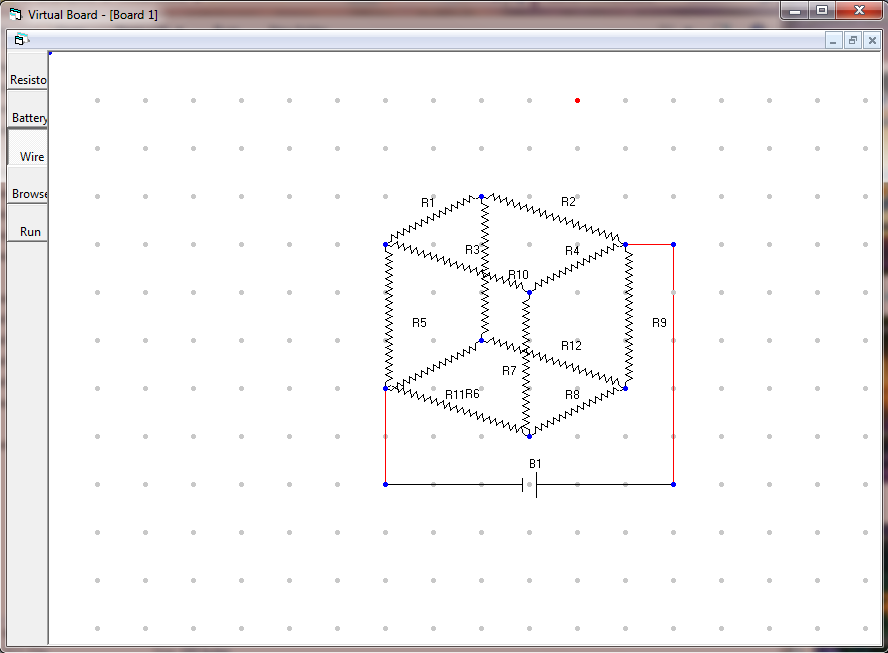 Virtual Board - [Board 1]
Resisto
Battery
Wire
Browse
Run
R1
R2
R3
R4
R10
R5
R9
R12
R7
R11R6
R8
B1